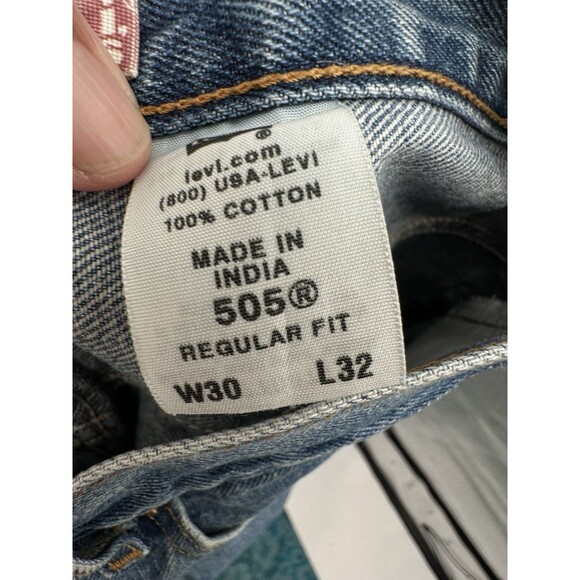 ®
levi.com
(800) USA-LEVI
100% COTTON
MADE IN
INDIA
505®
REGULAR FIT
W30 L32